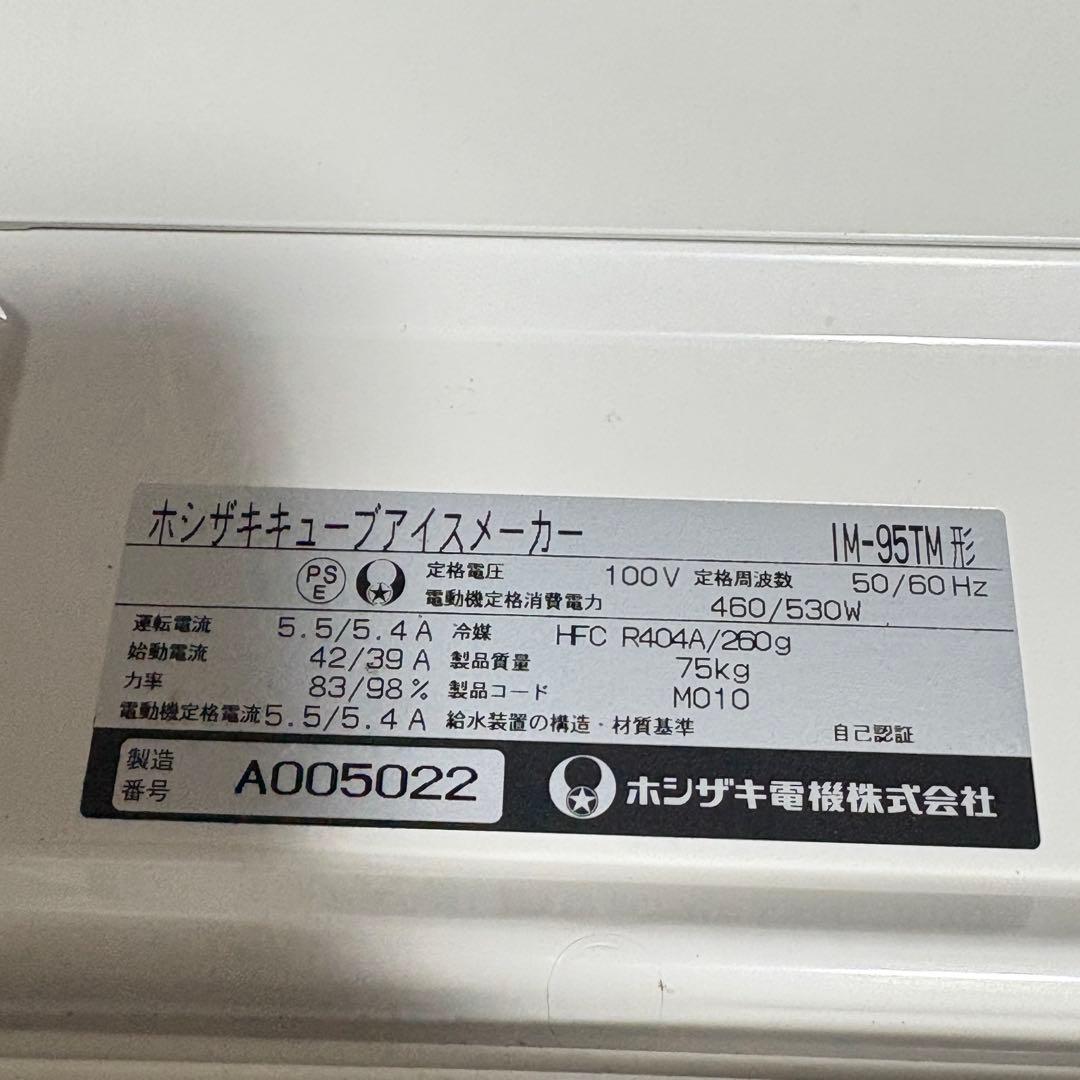 ホシザキキューブアイスメーカー IM-95TM形
PS E 定格電圧 100V 定格周波数 50/60Hz
電動機定格消費電力 460/530W
運転電流 5.5/5.4A 冷媒 HFC R404A/260g
始動電流 42/39A 製品質量 75kg
力率 83/98% 製品コード M010
電動機定格電流 5.5/5.4A 給水装置の構造・材質基準 自己認証
製造番号 A005022 ホシザキ電機株式会社